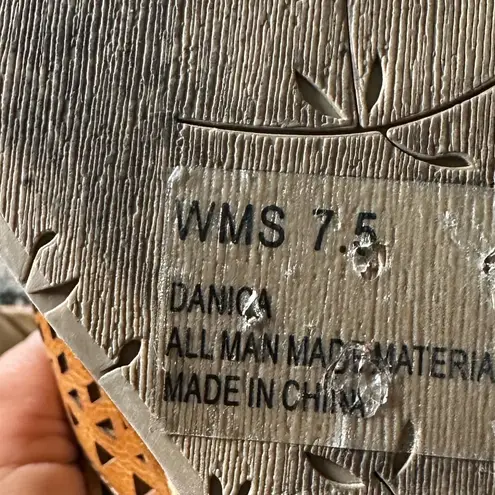 WMS 7.5
DANICA
ALL MAN MADE MATERIA
MADE IN CHINA